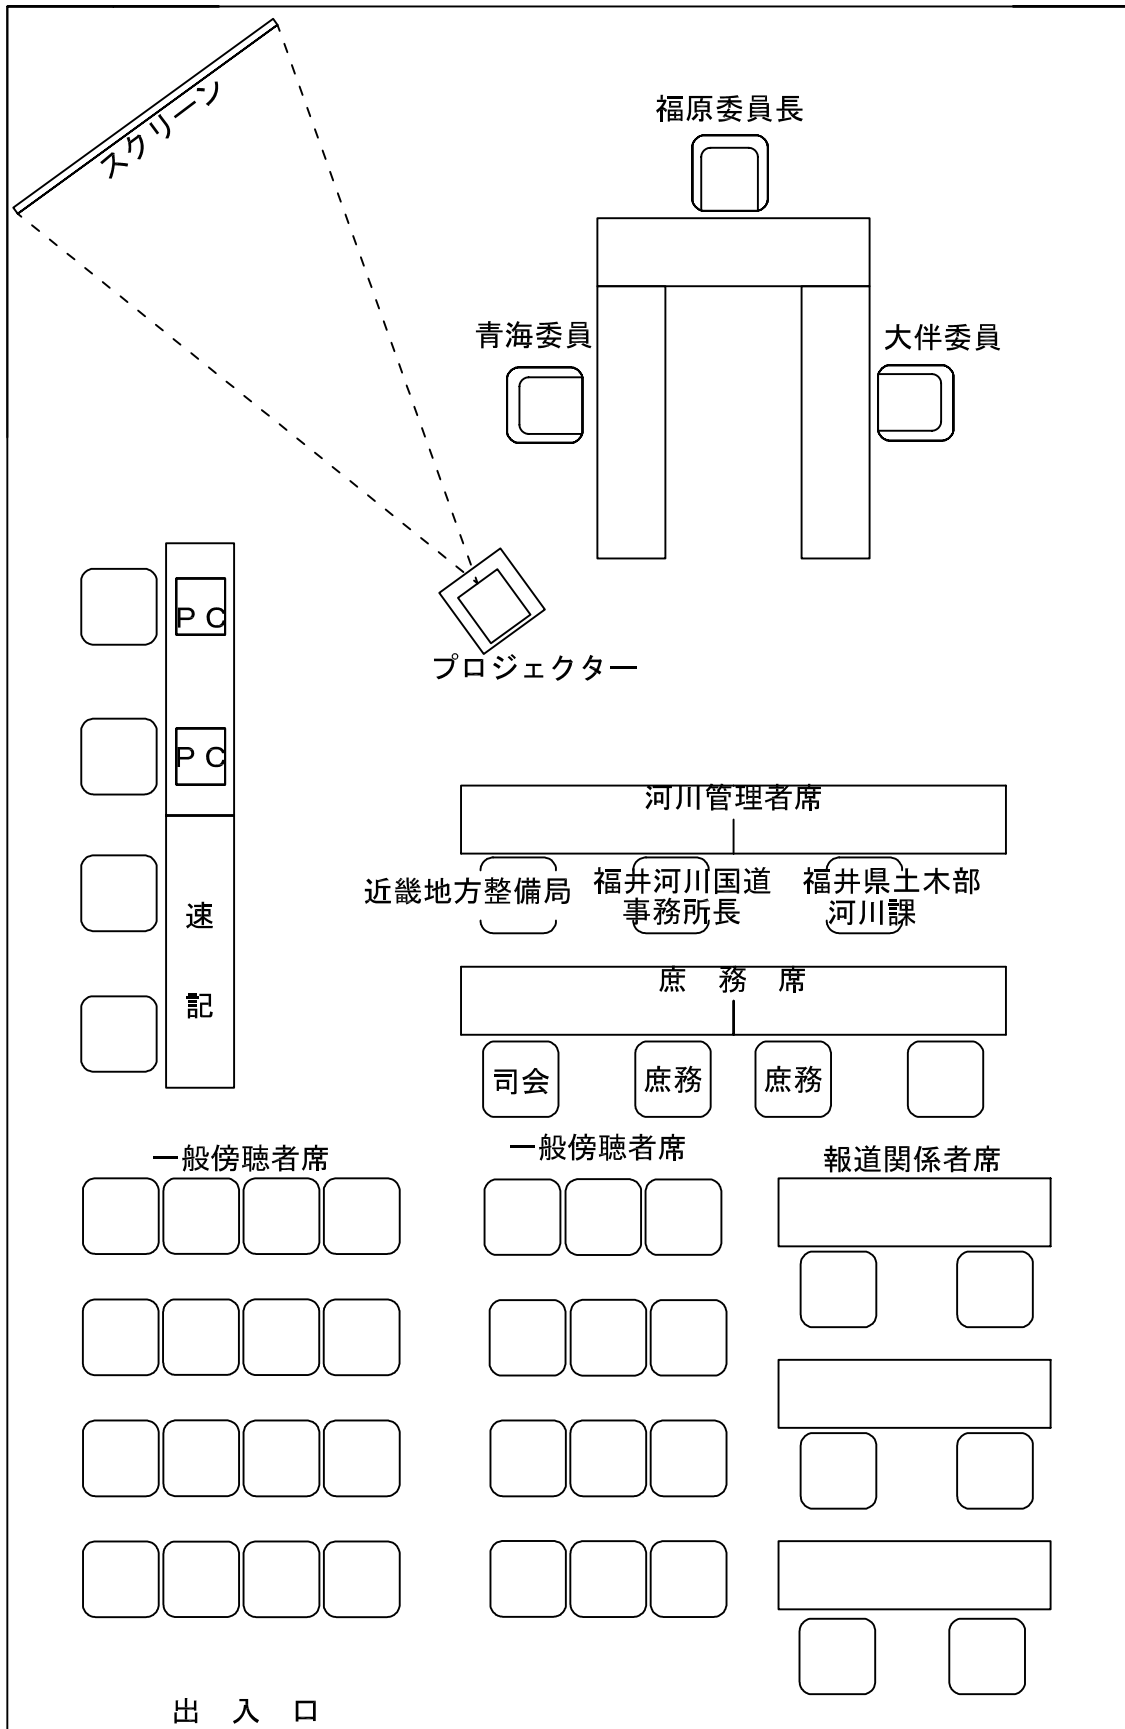 スクリーン
福原委員長
青海委員
大伴委員
ＰＣ
プロジェクター
ＰＣ
河川管理者席
近畿地方整備局
福井河川国道
事務所長
福井県土木部
河川課
速
記
庶　務　席
司会
庶務
庶務
一般傍聴者席
一般傍聴者席
報道関係者席
出　入　口